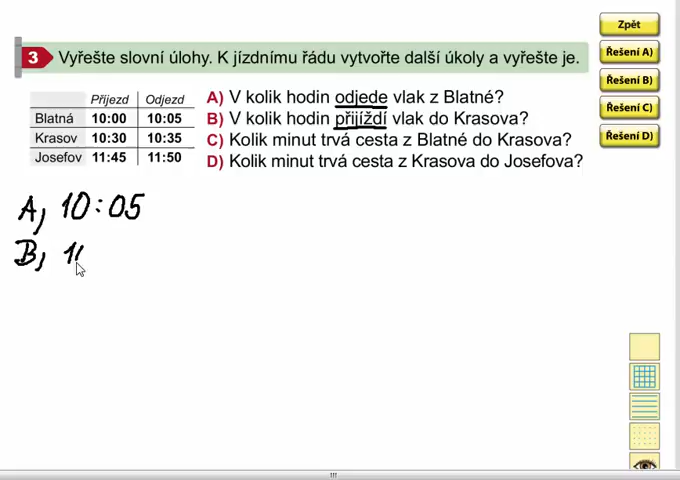 Zpět
3 Vyřešte slovní úlohy. K jízdnímu řádu vytvořte další úkoly a vyřešte je.
Řešení A)
Řešení B)
Řešení C)
Řešení D)
Příjezd Odjezd
Blatná 10:00 10:05
Krasov 10:30 10:35
Josefov 11:45 11:50
A) V kolik hodin odjede vlak z Blatné?
B) V kolik hodin přijíždí vlak do Krasova?
C) Kolik minut trvá cesta z Blatné do Krasova?
D) Kolik minut trvá cesta z Krasova do Josefova?
A, 10:05
B,